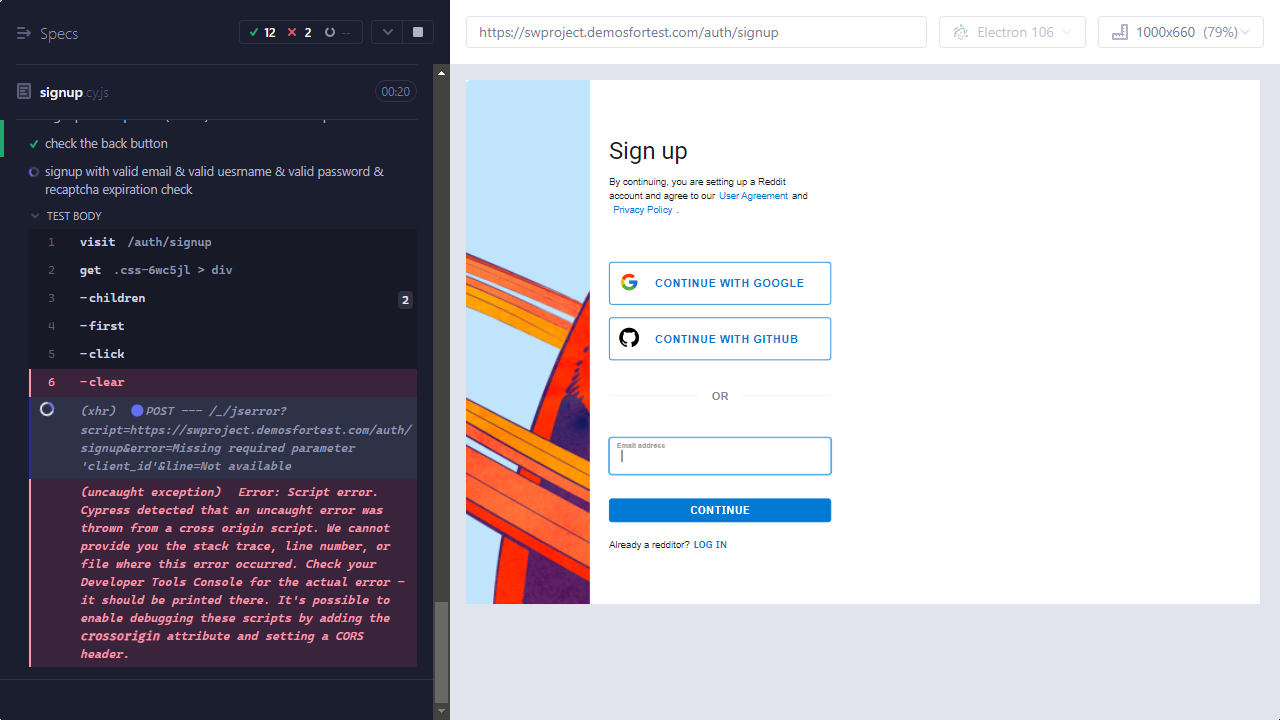 Specs
12 2 --
signup.cy.js
00:20
check the back button
signup with valid email & valid uesrname & valid password &
recaptcha expiration check
TEST BODY
1 visit /auth/signup
2 get .css-6wc5jl > div
3 -children 2
4 -first
5 -click
6 -clear
(xhr) POST --- /_/jserror?
script=https://swproject.demosfortest.com/auth/
signup&error=Missing required parameter
'client_id'&line=Not available
(uncaught exception) Error: Script error.
Cypress detected that an uncaught error was
thrown from a cross origin script. We cannot
provide you the stack trace, line number, or
file where this error occurred. Check your
Developer Tools Console for the actual error -
it should be printed there. It's possible to
enable debugging these scripts by adding the
crossorigin attribute and setting a CORS
header.
https://swproject.demosfortest.com/auth/signup
Electron 106
1000x660 (79%)
Sign up
By continuing, you are setting up a Reddit
account and agree to our User Agreement and
Privacy Policy .
CONTINUE WITH GOOGLE
CONTINUE WITH GITHUB
OR
Email address
CONTINUE
Already a redditor? LOG IN